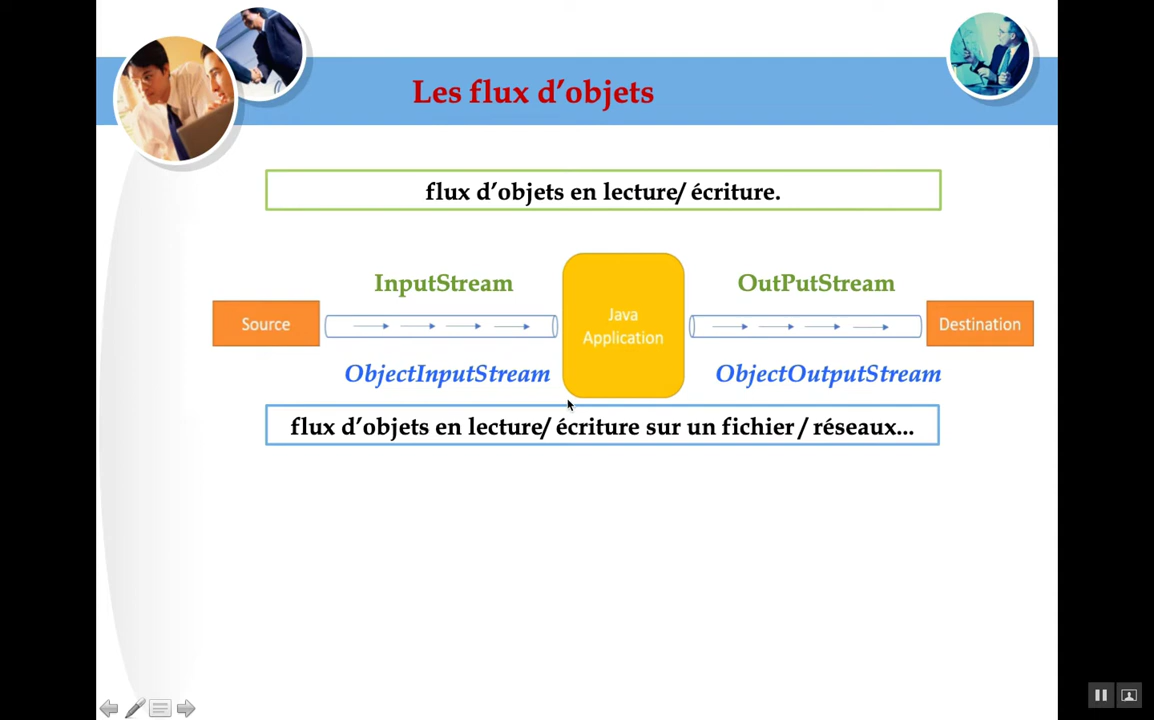 Les flux d’objets
flux d’objets en lecture/ écriture.
InputStream
OutPutStream
Source
Java
Application
Destination
ObjectInputStream
ObjectOutputStream
flux d’objets en lecture/ écriture sur un fichier / réseaux...